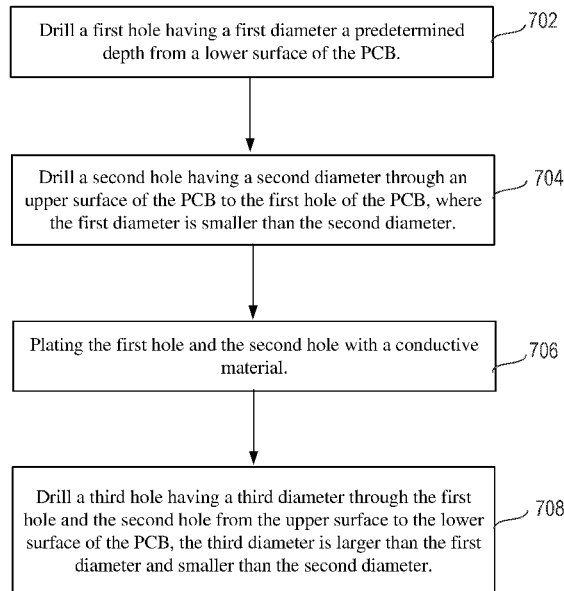 Drill a first hole having a first diameter a predetermined
depth from a lower surface of the PCB.
702
Drill a second hole having a second diameter through an
upper surface of the PCB to the first hole of the PCB, where
the first diameter is smaller than the second diameter.
704
Plating the first hole and the second hole with a conductive
material.
706
Drill a third hole having a third diameter through the first
hole and the second hole from the upper surface to the lower
surface of the PCB, the third diameter is larger than the first
diameter and smaller than the second diameter.
708